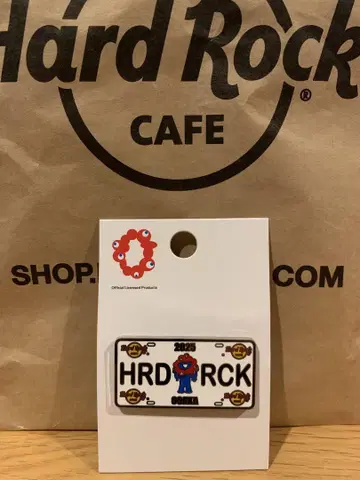 Hard Rock
®
CAFE
SHOP.
COM
Official Licensed Products
2025
HRD RCK
OSAKA